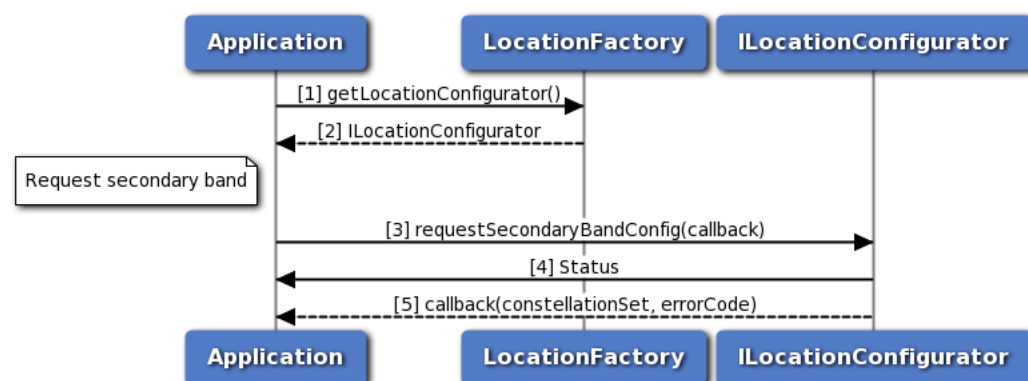 Application
LocationFactory
ILocationConfigurator
[1] getLocationConfigurator()
[2] ILocationConfigurator
Request secondary band
[3] requestSecondaryBandConfig(callback)
[4] Status
[5] callback(constellationSet, errorCode)
Application
LocationFactory
ILocationConfigurator